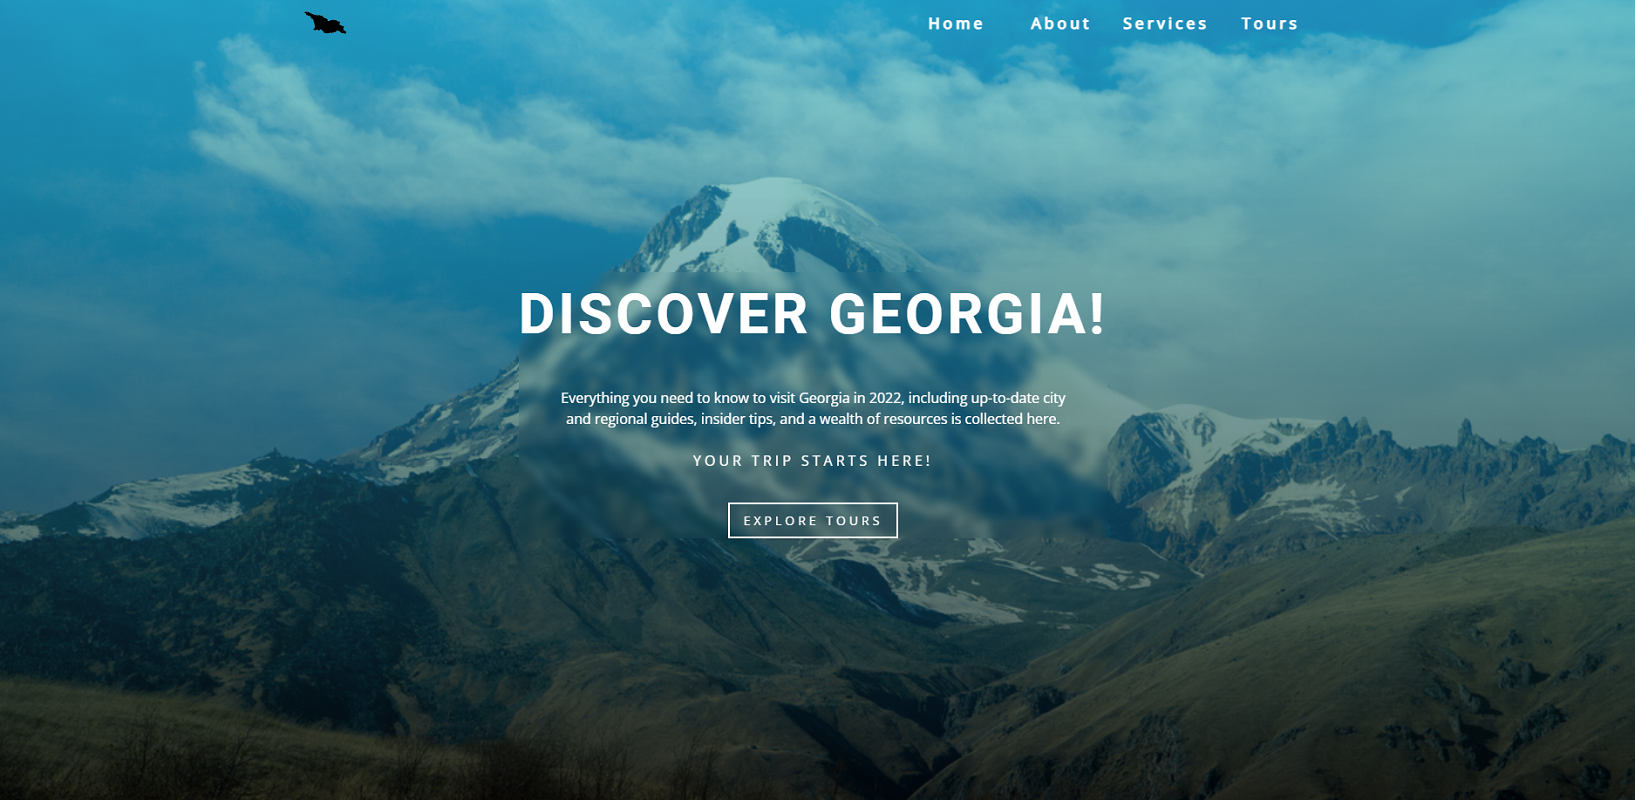 Home About Services Tours
DISCOVER GEORGIA!
Everything you need to know to visit Georgia in 2022, including up-to-date city
and regional guides, insider tips, and a wealth of resources is collected here.
YOUR TRIP STARTS HERE!
EXPLORE TOURS